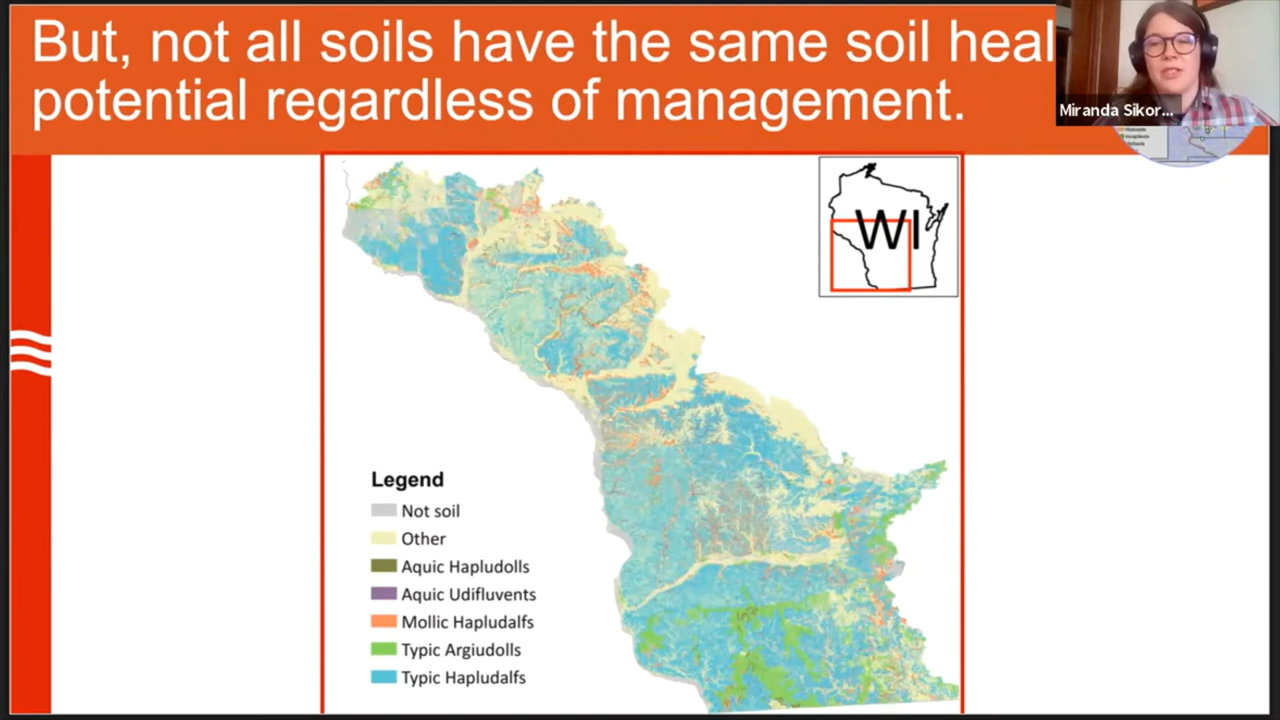 But, not all soils have the same soil heal
potential regardless of management.
Miranda Sikor...
WI
Legend
Not soil
Other
Aquic Hapludolls
Aquic Udifluvents
Mollic Hapludalfs
Typic Argiudolls
Typic Hapludalfs